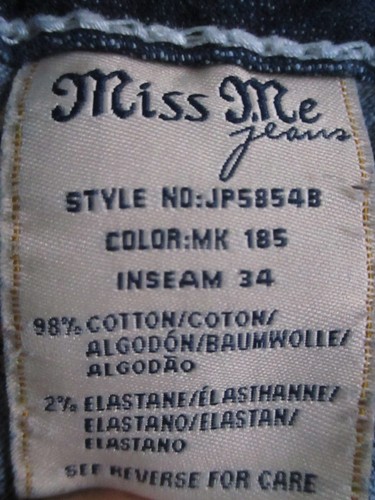 Miss Me
jeans
STYLE NO:JP5854B
COLOR:MK 185
INSEAM 34
98% COTTON/COTON/
ALGODÓN/BAUMWOLLE/
ALGODÃO
2% ELASTANE/ÉLASTHANNE/
ELASTANO/ELASTAN/
ELASTANO
SEE REVERSE FOR CARE